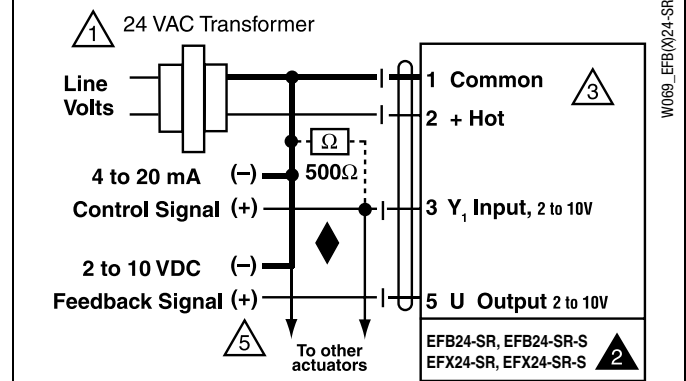 1 24 VAC Transformer
W069_EFB(X)24-SR
Line
Volts
1 Common
3
2 + Hot
Ω
500Ω
4 to 20 mA (–)
Control Signal (+)
3 Y1 Input, 2 to 10V
2 to 10 VDC (–)
Feedback Signal (+)
5 U Output 2 to 10V
5
To other
actuators
EFB24-SR, EFB24-SR-S
EFX24-SR, EFX24-SR-S
2